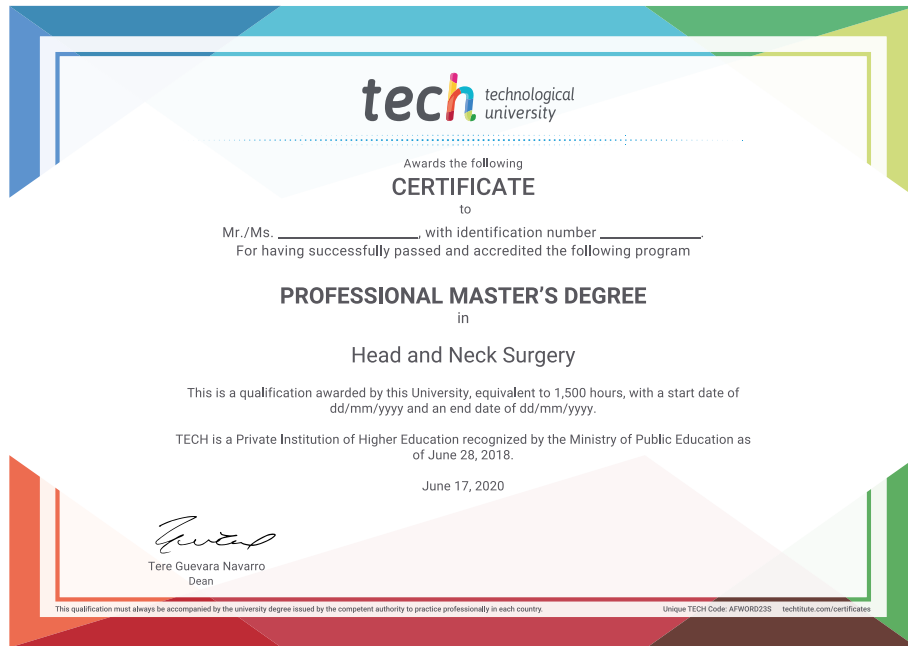 tech technological
university
Awards the following
CERTIFICATE
to
Mr./Ms. ____________________, with identification number ______________.
For having successfully passed and accredited the following program
PROFESSIONAL MASTER'S DEGREE
in
Head and Neck Surgery
This is a qualification awarded by this University, equivalent to 1,500 hours, with a start date of
dd/mm/yyyy and an end date of dd/mm/yyyy.
TECH is a Private Institution of Higher Education recognized by the Ministry of Public Education as
of June 28, 2018.
June 17, 2020
Tere Guevara Navarro
Dean
This qualification must always be accompanied by the university degree issued by the competent authority to practice professionally in each country. Unique TECH Code: AFWORD23S techtitute.com/certificates